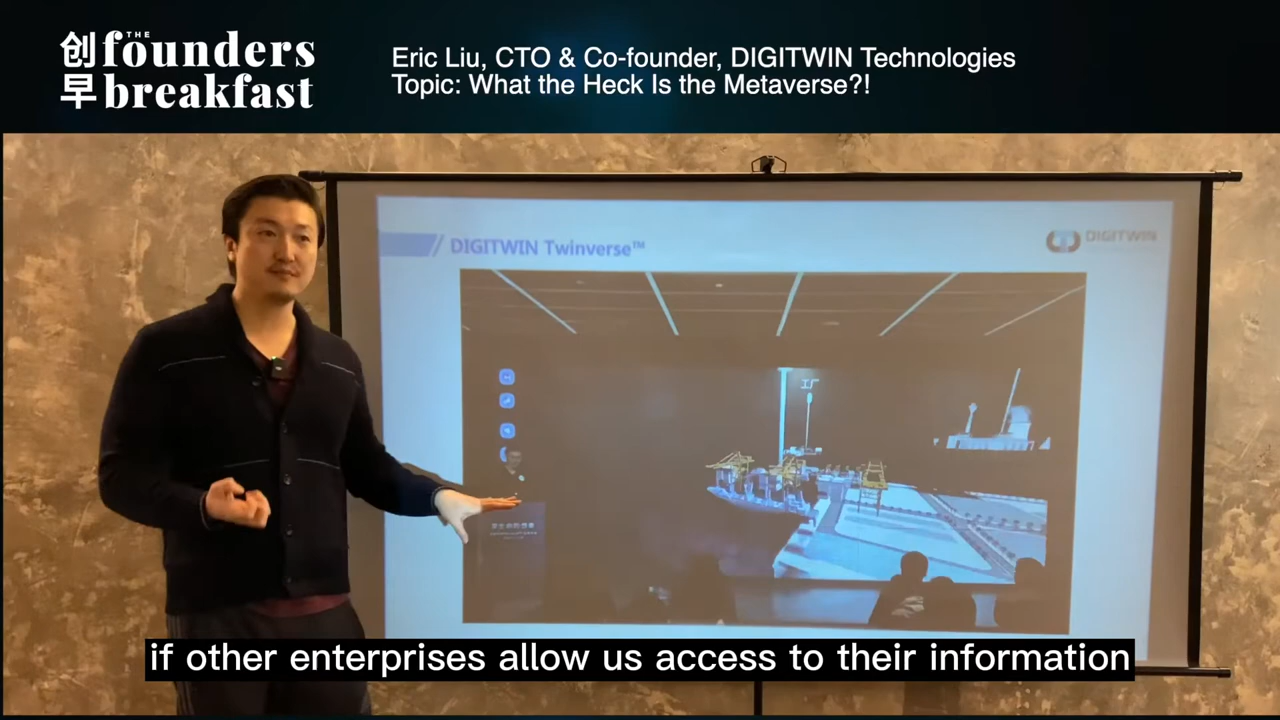 创早
THE
founders
breakfast
Eric Liu, CTO & Co-founder, DIGITWIN Technologies
Topic: What the Heck Is the Metaverse?!
DIGITWIN Twinverse™
DIGITWIN
if other enterprises allow us access to their information